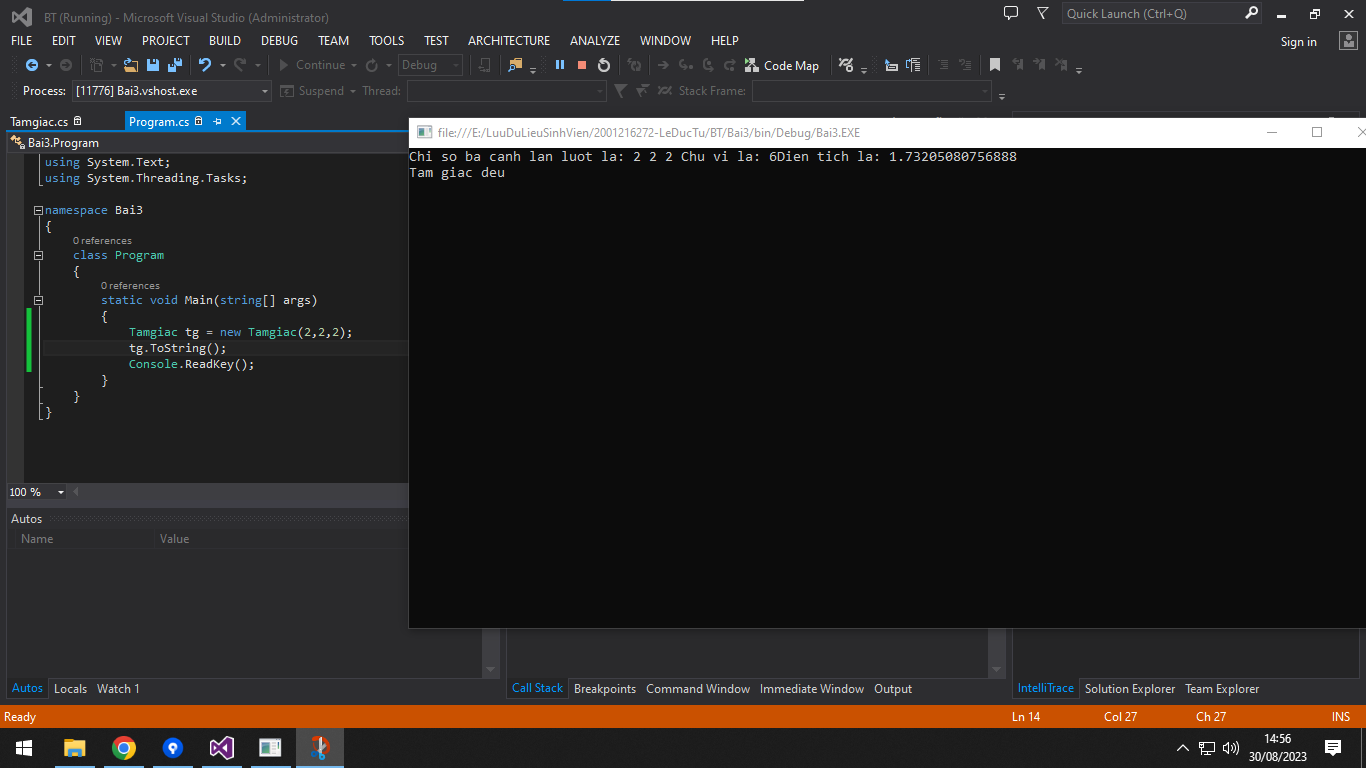 BT (Running) - Microsoft Visual Studio (Administrator)
Quick Launch (Ctrl+Q)
FILE EDIT VIEW PROJECT BUILD DEBUG TEAM TOOLS TEST ARCHITECTURE ANALYZE WINDOW HELP
Sign in
Continue Debug Code Map
Process: [11776] Bai3.vshost.exe Suspend Thread: Stack Frame:
Tamgiac.cs Program.cs
Bai3.Program
using System.Text;
using System.Threading.Tasks;
namespace Bai3
{
0 references
class Program
{
0 references
static void Main(string[] args)
{
Tamgiac tg = new Tamgiac(2,2,2);
tg.ToString();
Console.ReadKey();
}
}
}
100 %
file:///E:/LuuDuLieuSinhVien/2001216272-LeDucTu/BT/Bai3/bin/Debug/Bai3.EXE
Chi so ba canh lan luot la: 2 2 2 Chu vi la: 6Dien tich la: 1.73205080756888
Tam giac deu
Autos
Name Value
Autos Locals Watch 1
Call Stack Breakpoints Command Window Immediate Window Output
IntelliTrace Solution Explorer Team Explorer
Ready Ln 14 Col 27 Ch 27 INS
14:56
30/08/2023